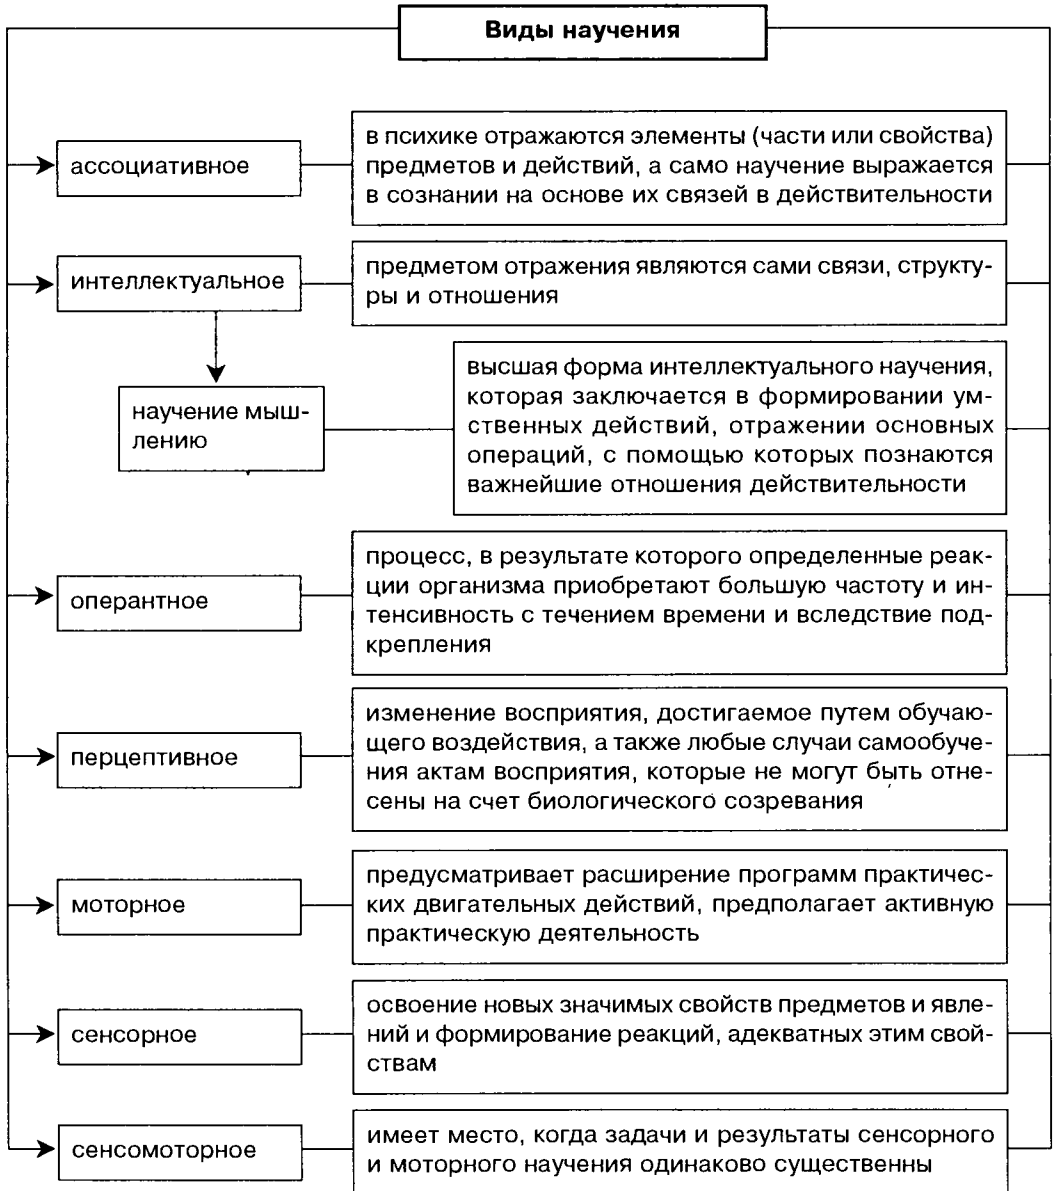 Виды научения
ассоциативное
в психике отражаются элементы (части или свойства)
предметов и действий, а само научение выражается
в сознании на основе их связей в действительности
интеллектуальное
предметом отражения являются сами связи, структу-
ры и отношения
научение мыш-
лению
высшая форма интеллектуального научения,
которая заключается в формировании ум-
ственных действий, отражении основных
операций, с помощью которых познаются
важнейшие отношения действительности
оперантное
процесс, в результате которого определенные реак-
ции организма приобретают большую частоту и ин-
тенсивность с течением времени и вследствие под-
крепления
перцептивное
изменение восприятия, достигаемое путем обучаю-
щего воздействия, а также любые случаи самообуче-
ния актам восприятия, которые не могут быть отне-
сены на счет биологического созревания
моторное
предусматривает расширение программ практичес-
ких двигательных действий, предполагает активную
практическую деятельность
сенсорное
освоение новых значимых свойств предметов и явле-
ний и формирование реакций, адекватных этим свой-
ствам
сенсомоторное
имеет место, когда задачи и результаты сенсорного
и моторного научения одинаково существенны